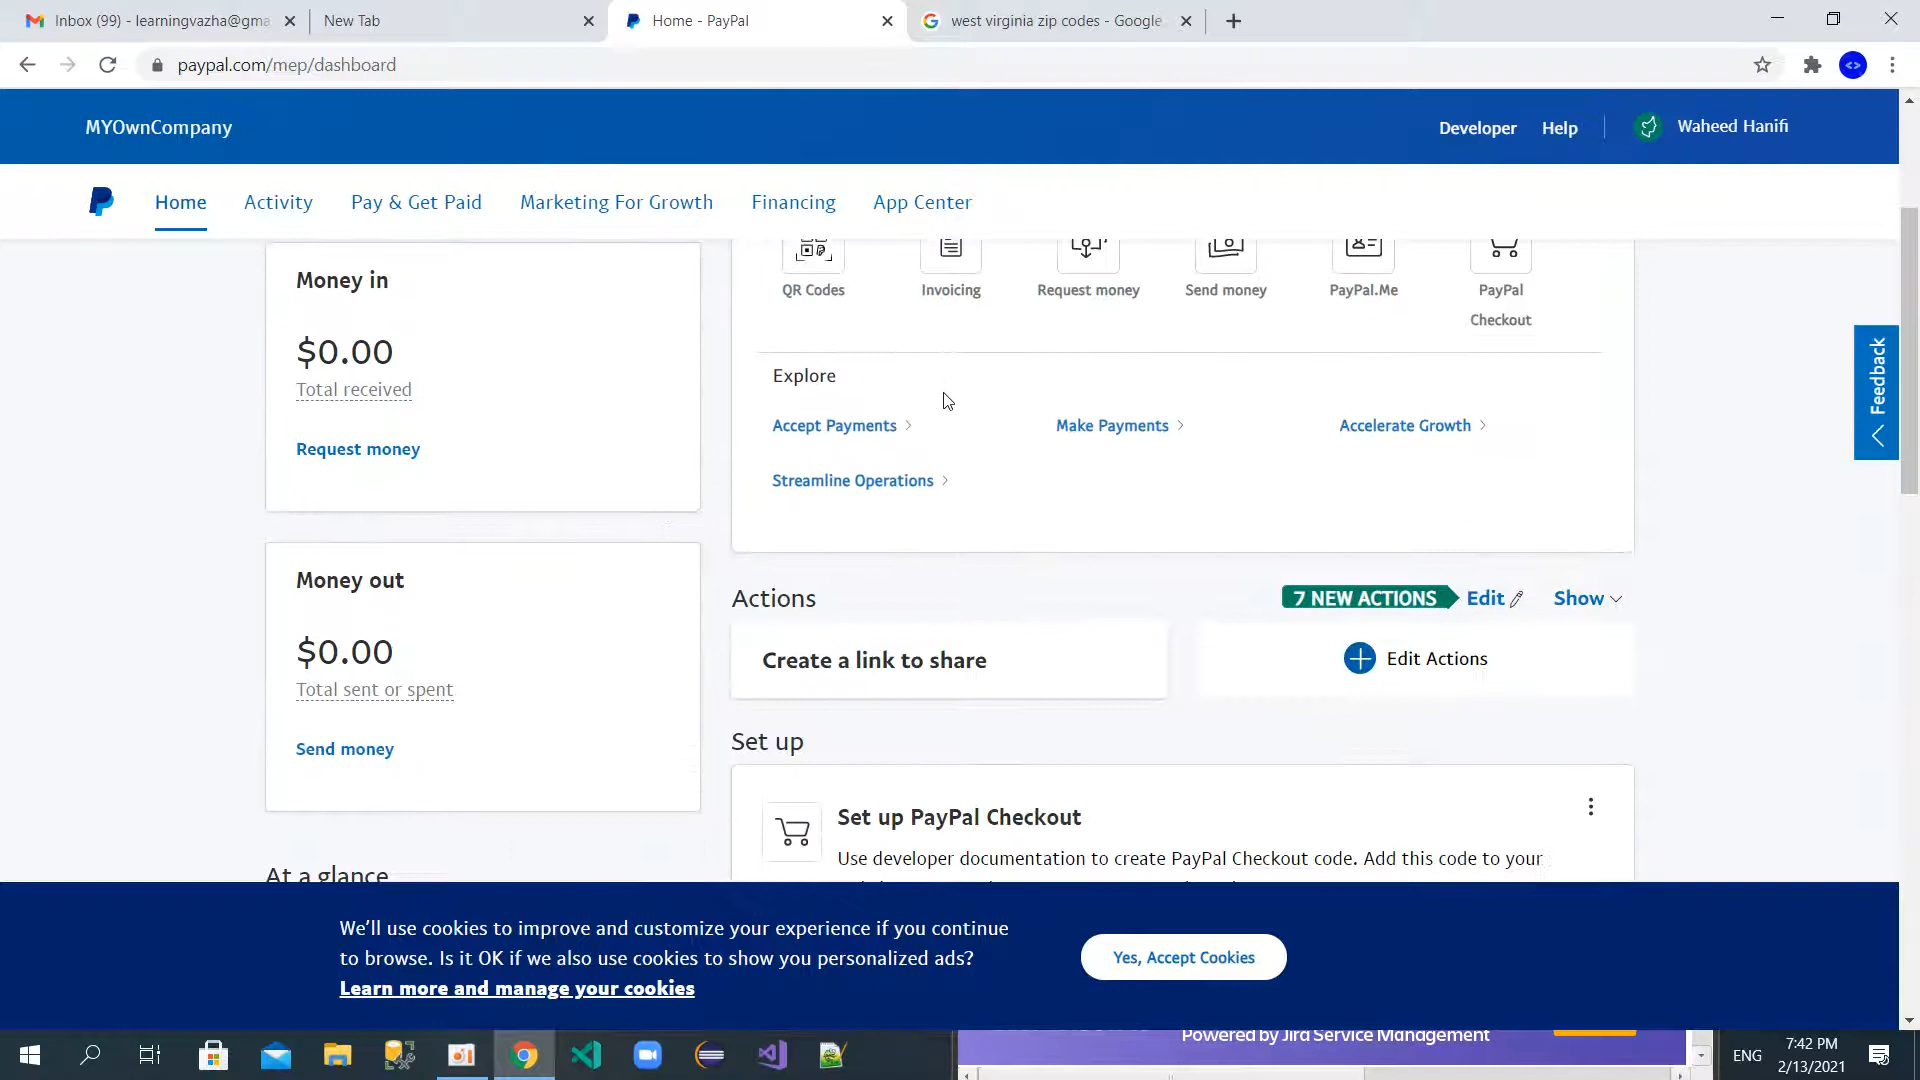 Inbox (99) - learningvazha@gma
New Tab
Home - PayPal
west virginia zip codes - Google
paypal.com/mep/dashboard
MYOwnCompany
Developer
Help
Waheed Hanifi
Home
Activity
Pay & Get Paid
Marketing For Growth
Financing
App Center
Money in
$0.00
Total received
Request money
QR Codes
Invoicing
Request money
Send money
PayPal.Me
PayPal
Checkout
Explore
Accept Payments
Make Payments
Accelerate Growth
Streamline Operations
Feedback
Money out
$0.00
Total sent or spent
Send money
Actions
7 NEW ACTIONS
Edit
Show
Create a link to share
Edit Actions
Set up
Set up PayPal Checkout
Use developer documentation to create PayPal Checkout code. Add this code to your
At a glance
We'll use cookies to improve and customize your experience if you continue
to browse. Is it OK if we also use cookies to show you personalized ads?
Learn more and manage your cookies
Yes, Accept Cookies
Powered by Jira Service Management
ENG
7:42 PM
2/13/2021